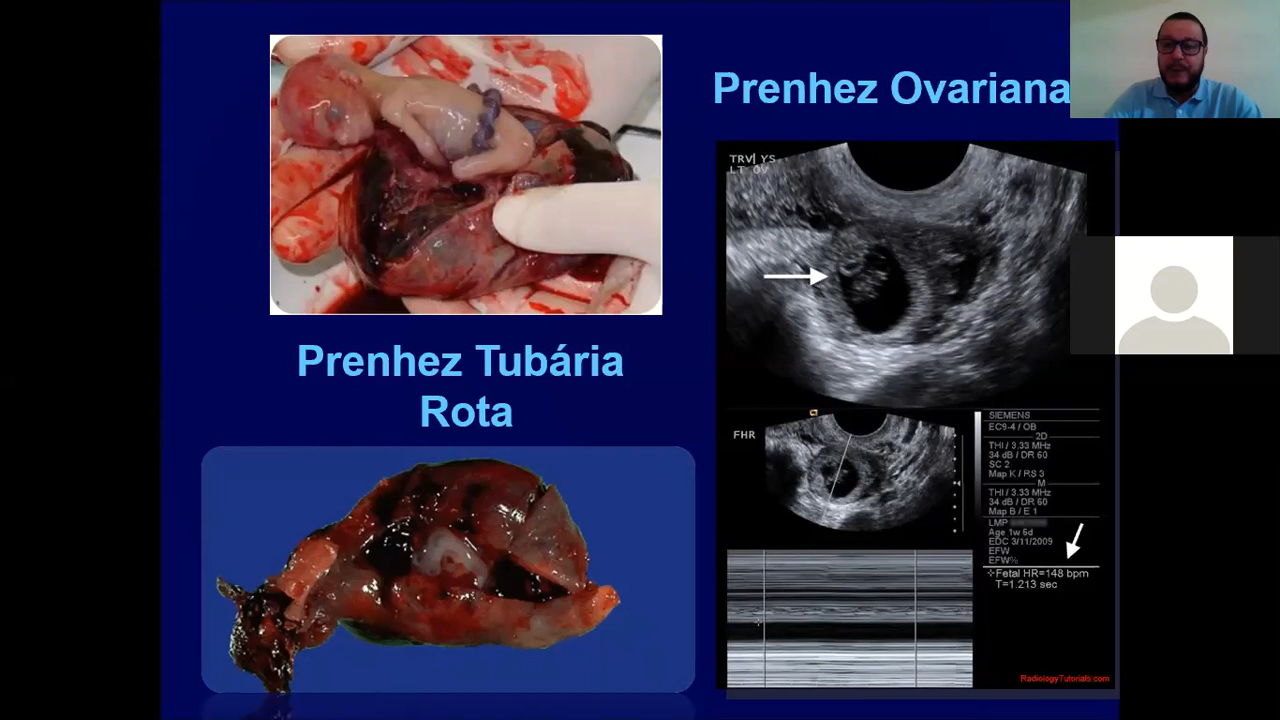 Prenhez Ovariana
TRV YS
LT OV
Prenhez Tubária
Rota
FHR
SIEMENS
EC9-4 / OB
2D
THI / 3.33 MHz
34 dB / DR 60
SC 2
Map K / RS 3
M
THI / 3.33 MHz
34 dB / DR 60
Map B / E 1
LMP
Age 1w 6d
EDC 3/11/2009
EFW
EFW%
Fetal HR=148 bpm
T=1.213 sec
RadiologyTutorials.com